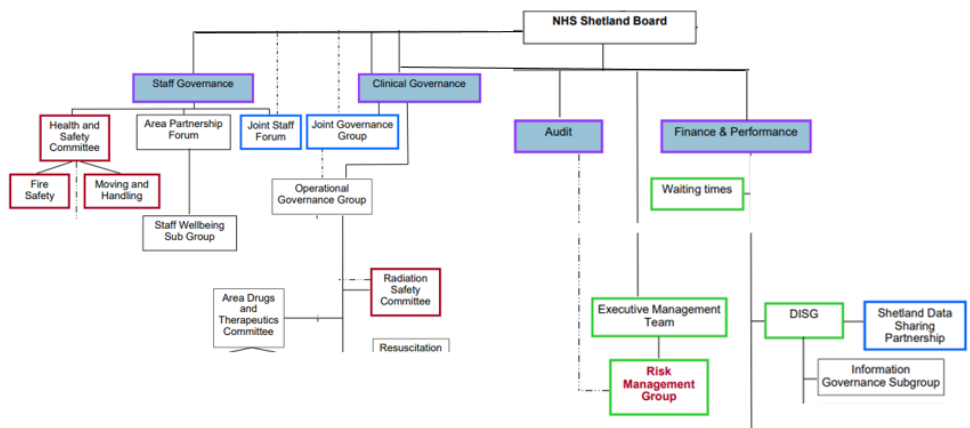 NHS Shetland Board
Staff Governance
Clinical Governance
Health and
Safety
Committee
Area Partnership
Forum
Joint Staff
Forum
Joint Governance
Group
Audit
Finance & Performance
Fire
Safety
Moving and
Handling
Operational
Governance Group
Waiting times
Staff Wellbeing
Sub Group
Radiation
Safety
Committee
Area Drugs
and
Therapeutics
Committee
Resuscitation
Executive Management
Team
DISG
Shetland Data
Sharing
Partnership
Risk
Management
Group
Information
Governance Subgroup